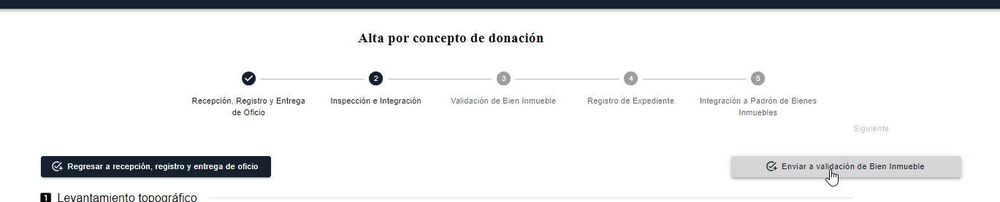 Alta por concepto de donación
2
3
4
5
Recepción, Registro y Entrega
de Oficio
Inspección e Integración
Validación de Bien Inmueble
Registro de Expediente
Integración a Padrón de Bienes
Inmuebles
Siguiente
Regresar a recepción, registro y entrega de oficio
Enviar a validación de Bien Inmueble
1 Levantamiento topográfico